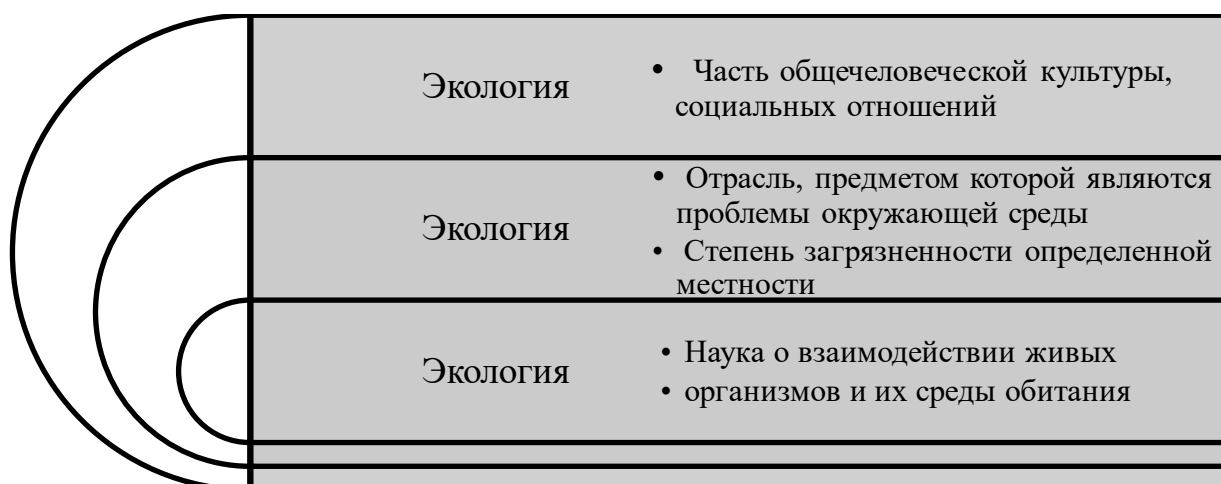 Экология
• Часть общечеловеческой культуры,
социальных отношений
Экология
• Отрасль, предметом которой являются
проблемы окружающей среды
• Степень загрязненности определенной
местности
Экология
• Наука о взаимодействии живых
• организмов и их среды обитания